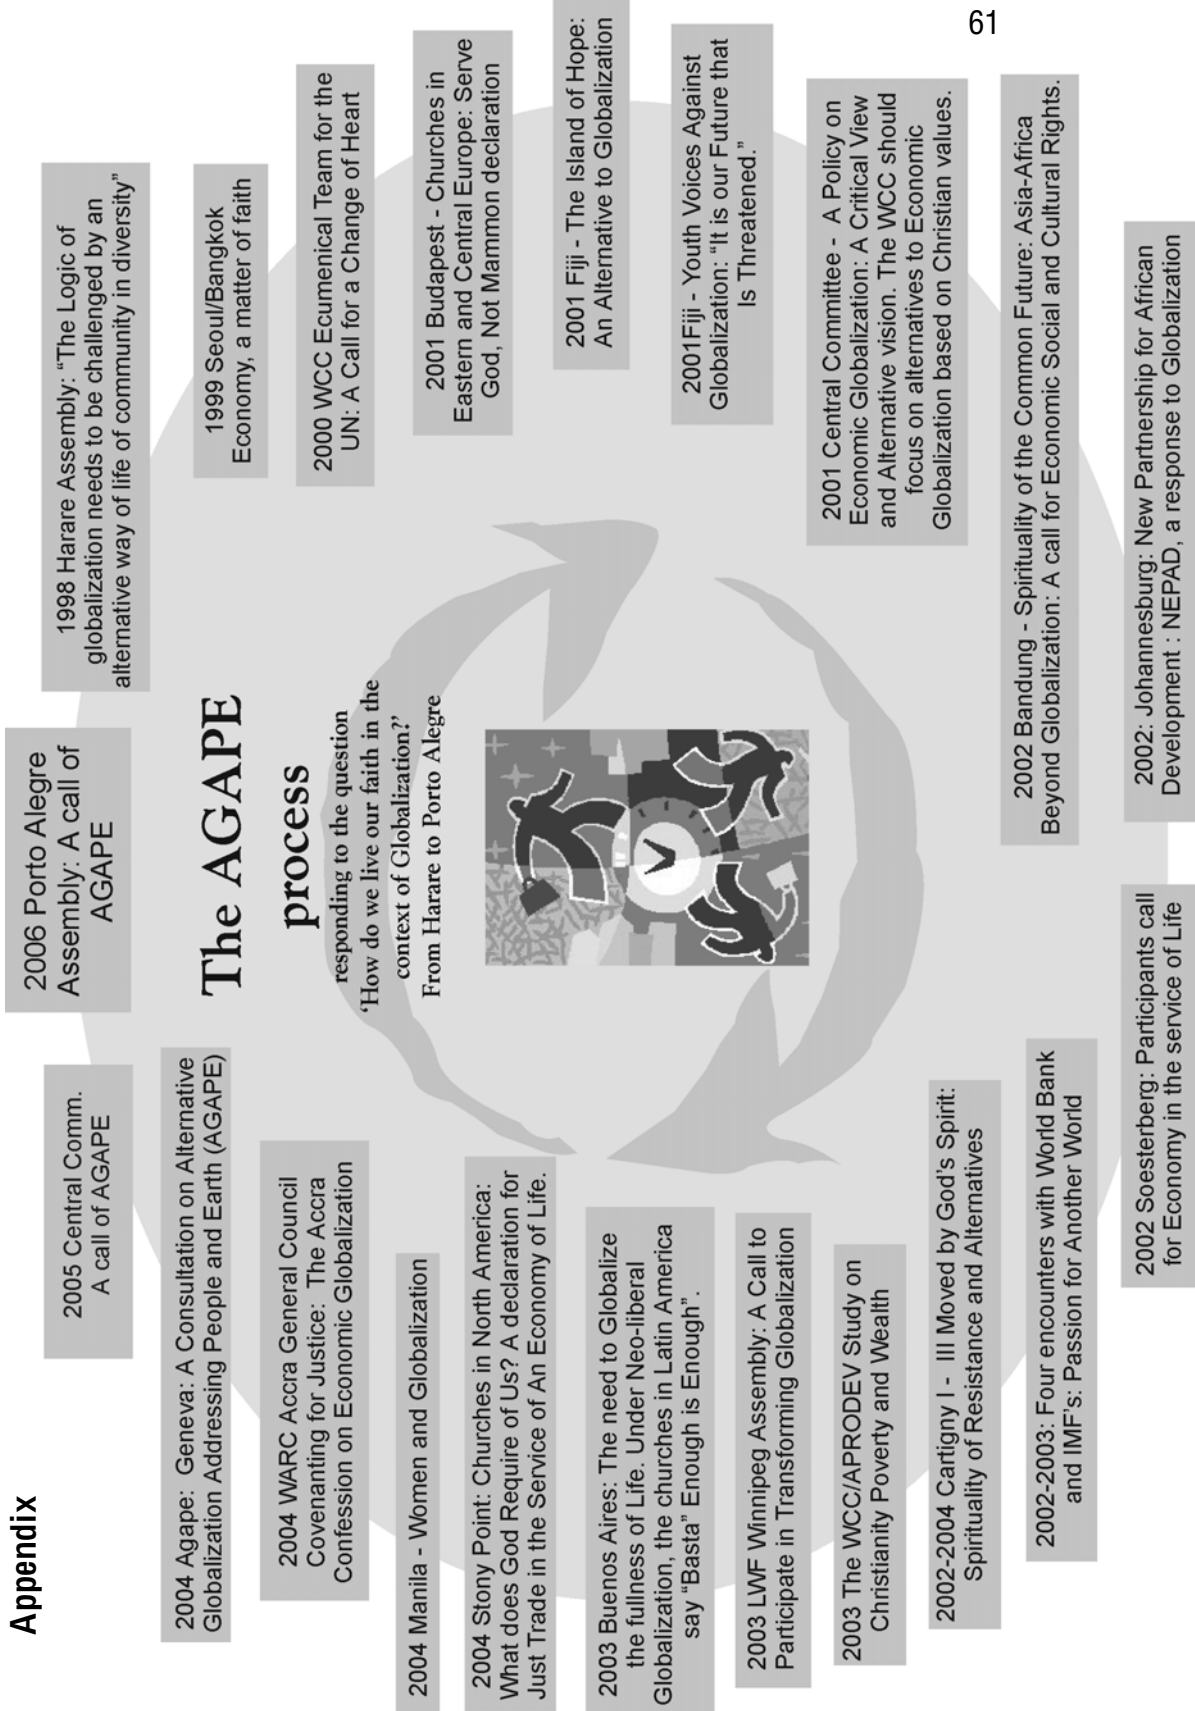 Appendix
The AGAPE
process
responding to the question
‘How do we live our faith in the
context of Globalization?’
From Harare to Porto Alegre
1998 Harare Assembly: “The Logic of
globalization needs to be challenged by an
alternative way of life of community in diversity”
1999 Seoul/Bangkok
Economy, a matter of faith
2000 WCC Ecumenical Team for the
UN: A Call for a Change of Heart
2001 Budapest - Churches in
Eastern and Central Europe: Serve
God, Not Mammon declaration
2001 Fiji - The Island of Hope:
An Alternative to Globalization
2001Fiji - Youth Voices Against
Globalization: “It is our Future that
Is Threatened.”
2001 Central Committee - A Policy on
Economic Globalization: A Critical View
and Alternative vision. The WCC should
focus on alternatives to Economic
Globalization based on Christian values.
2002 Bandung - Spirituality of the Common Future: Asia-Africa
Beyond Globalization: A call for Economic Social and Cultural Rights.
2002: Johannesburg: New Partnership for African
Development : NEPAD, a response to Globalization
2002 Soesterberg: Participants call
for Economy in the service of Life
2002-2003: Four encounters with World Bank
and IMF's: Passion for Another World
2002-2004 Cartigny I - III Moved by God's Spirit:
Spirituality of Resistance and Alternatives
2003 The WCC/APRODEV Study on
Christianity Poverty and Wealth
2003 LWF Winnipeg Assembly: A Call to
Participate in Transforming Globalization
2003 Buenos Aires: The need to Globalize
the fullness of Life. Under Neo-liberal
Globalization, the churches in Latin America
say “Basta” Enough is Enough”.
2004 Stony Point: Churches in North America:
What does God Require of Us? A declaration for
Just Trade in the Service of An Economy of Life.
2004 Manila - Women and Globalization
2004 WARC Accra General Council
Covenanting for Justice: The Accra
Confession on Economic Globalization
2004 Agape: Geneva: A Consultation on Alternative
Globalization Addressing People and Earth (AGAPE)
2005 Central Comm.
A call of AGAPE
2006 Porto Alegre
Assembly: A call of
AGAPE
61